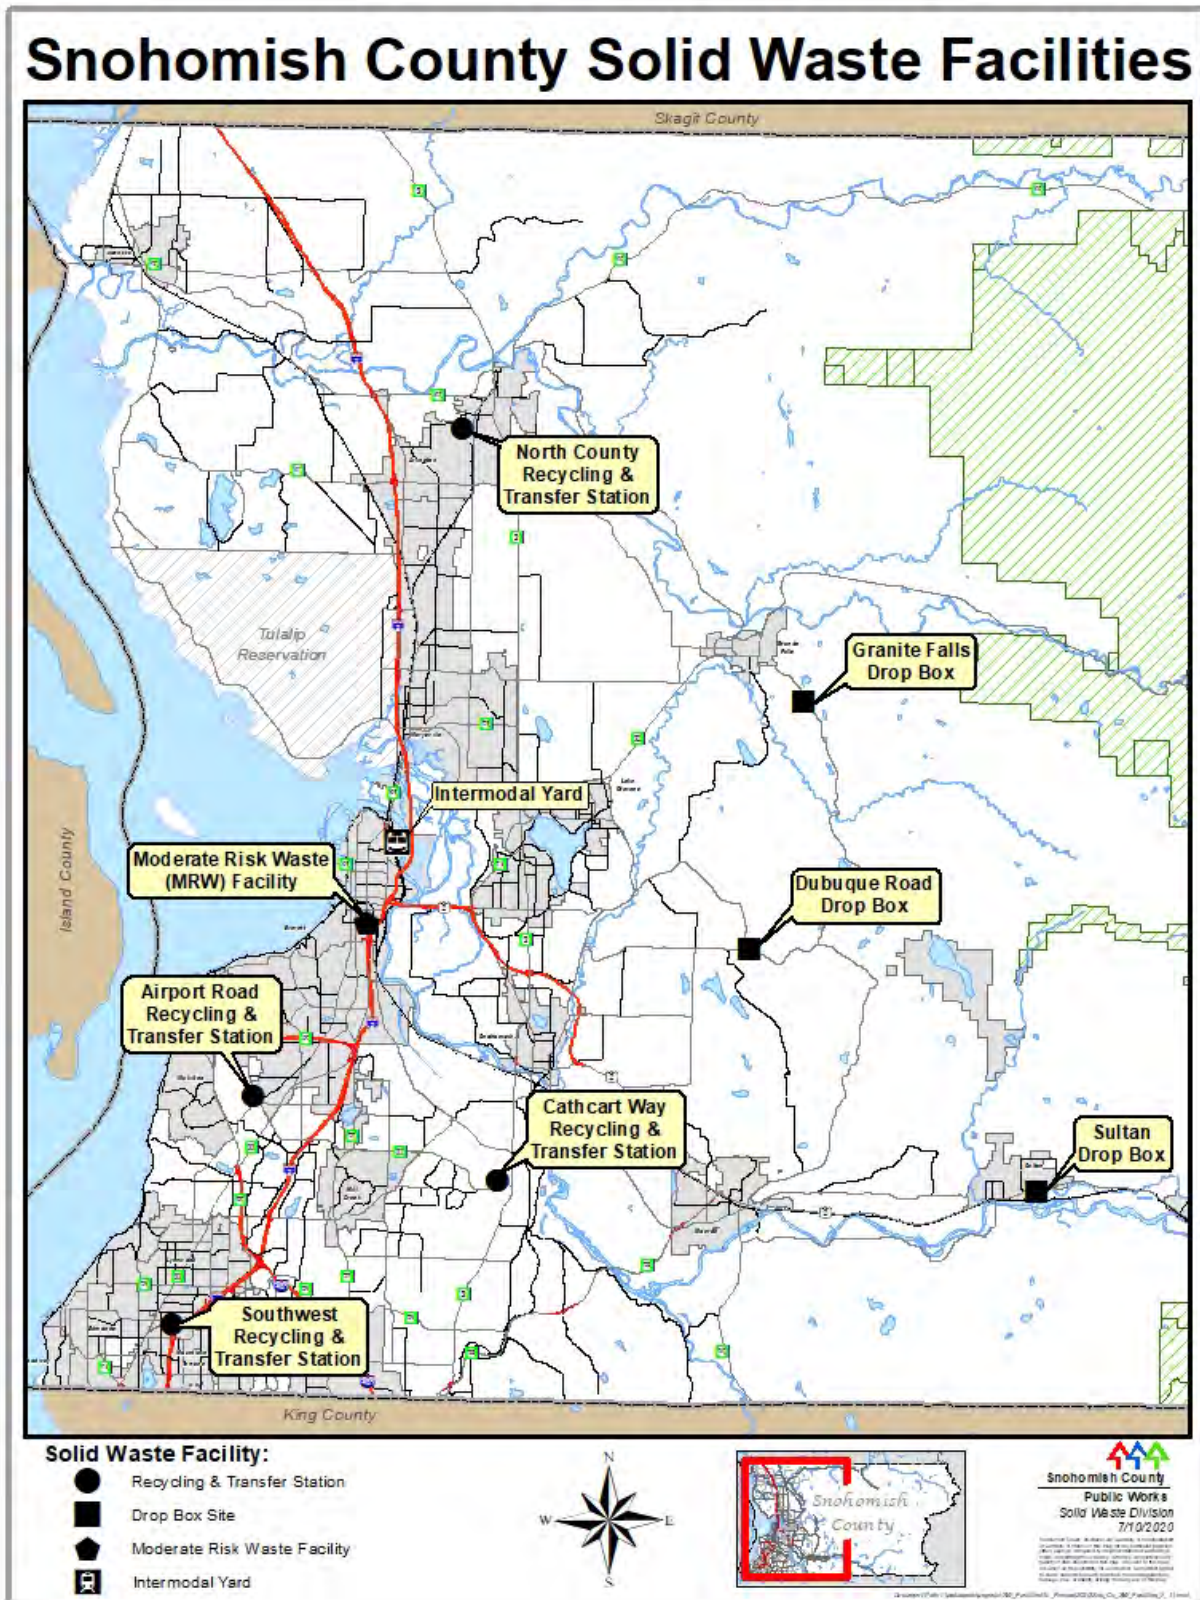 Snohomish County Solid Waste Facilities
Skagit County
North County
Recycling &
Transfer Station
Tulalip
Reservation
Granite Falls
Drop Box
Intermodal Yard
Moderate Risk Waste
(MRW) Facility
Island County
Dubuque Road
Drop Box
Airport Road
Recycling &
Transfer Station
Cathcart Way
Recycling &
Transfer Station
Sultan
Drop Box
Southwest
Recycling &
Transfer Station
King County
Solid Waste Facility:
Recycling & Transfer Station
Drop Box Site
Moderate Risk Waste Facility
Intermodal Yard
N
W
E
S
Snohomish
County
Snohomish County
Public Works
Solid Waste Division
7/10/2020